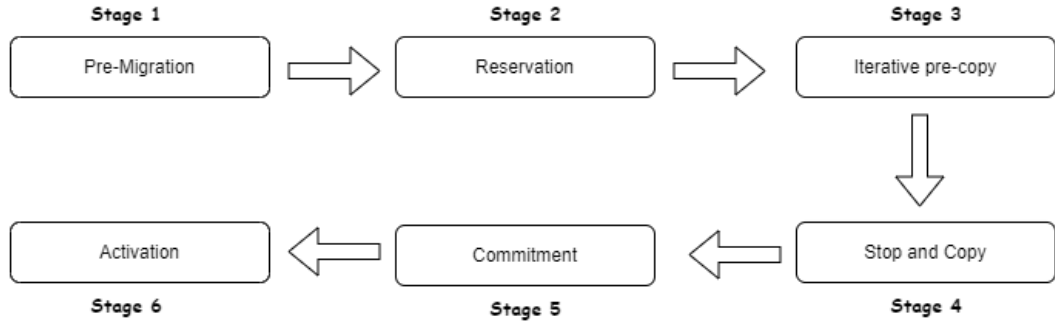 Stage 1
Stage 2
Stage 3
Pre-Migration
Reservation
Iterative pre-copy
Activation
Commitment
Stop and Copy
Stage 6
Stage 5
Stage 4